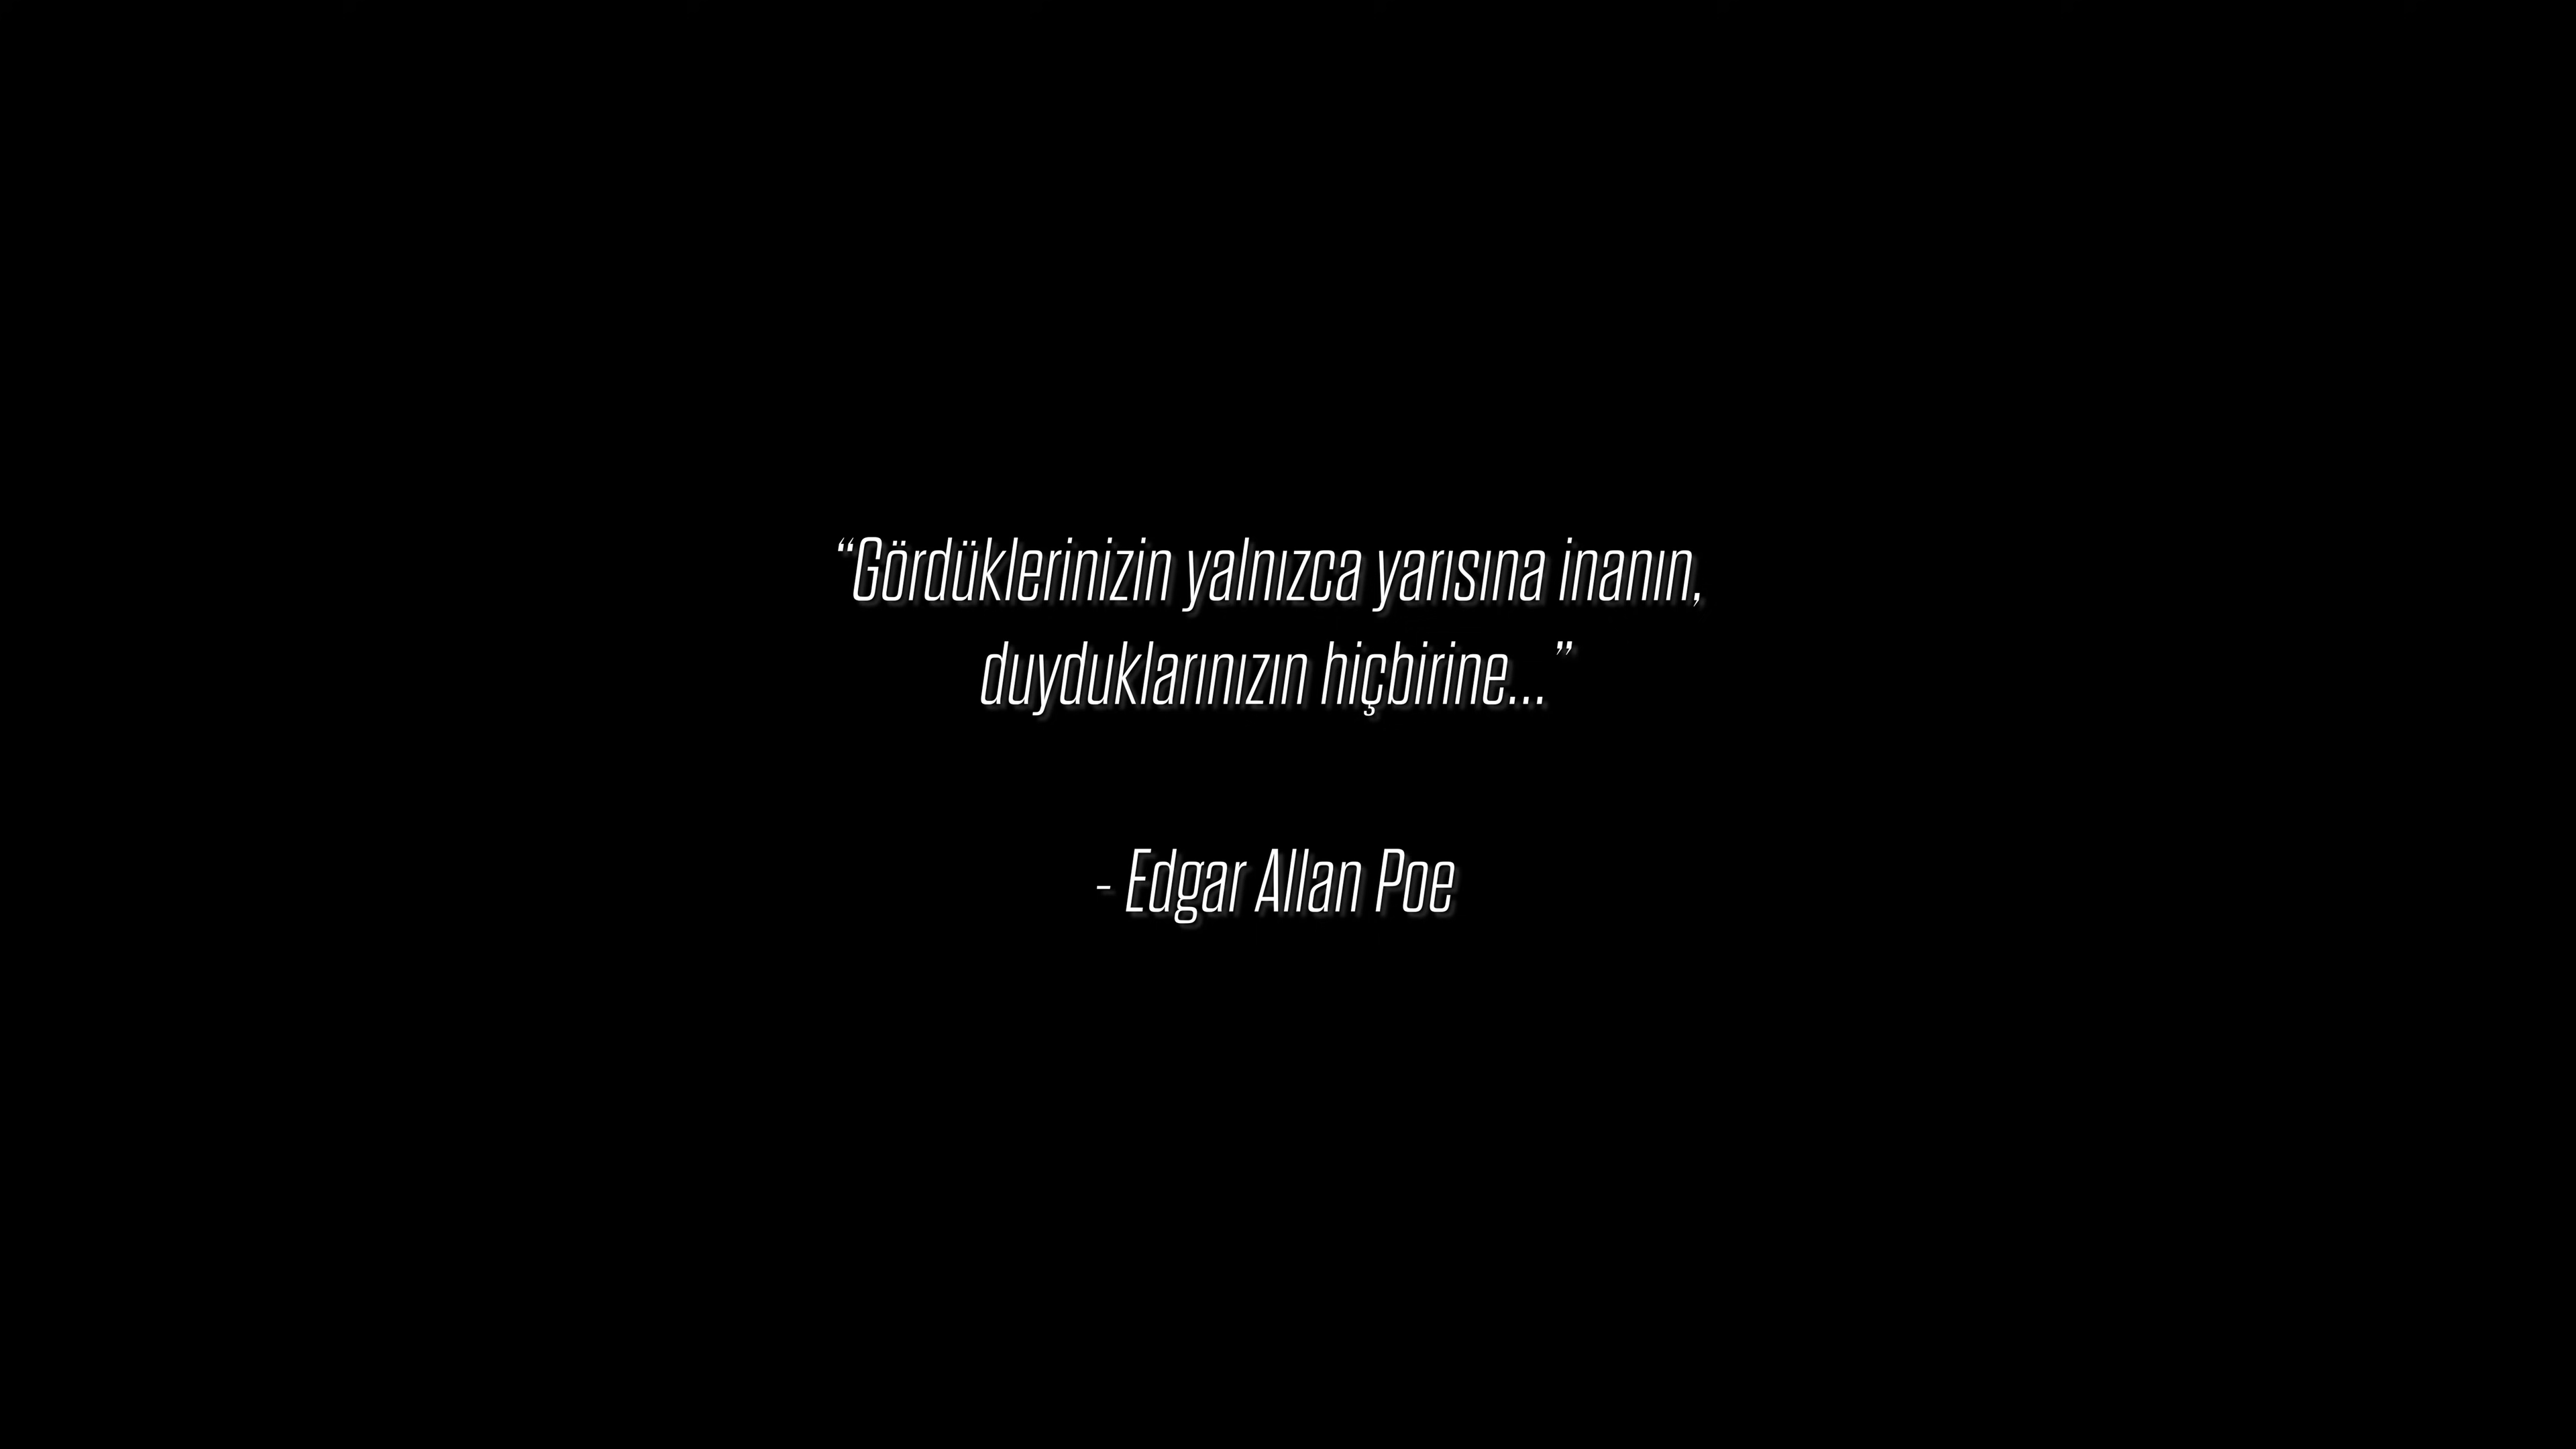 “Gördüklerinizin yalnızca yarısına inanın,
duyduklarınızın hiçbirine...”
- Edgar Allan Poe